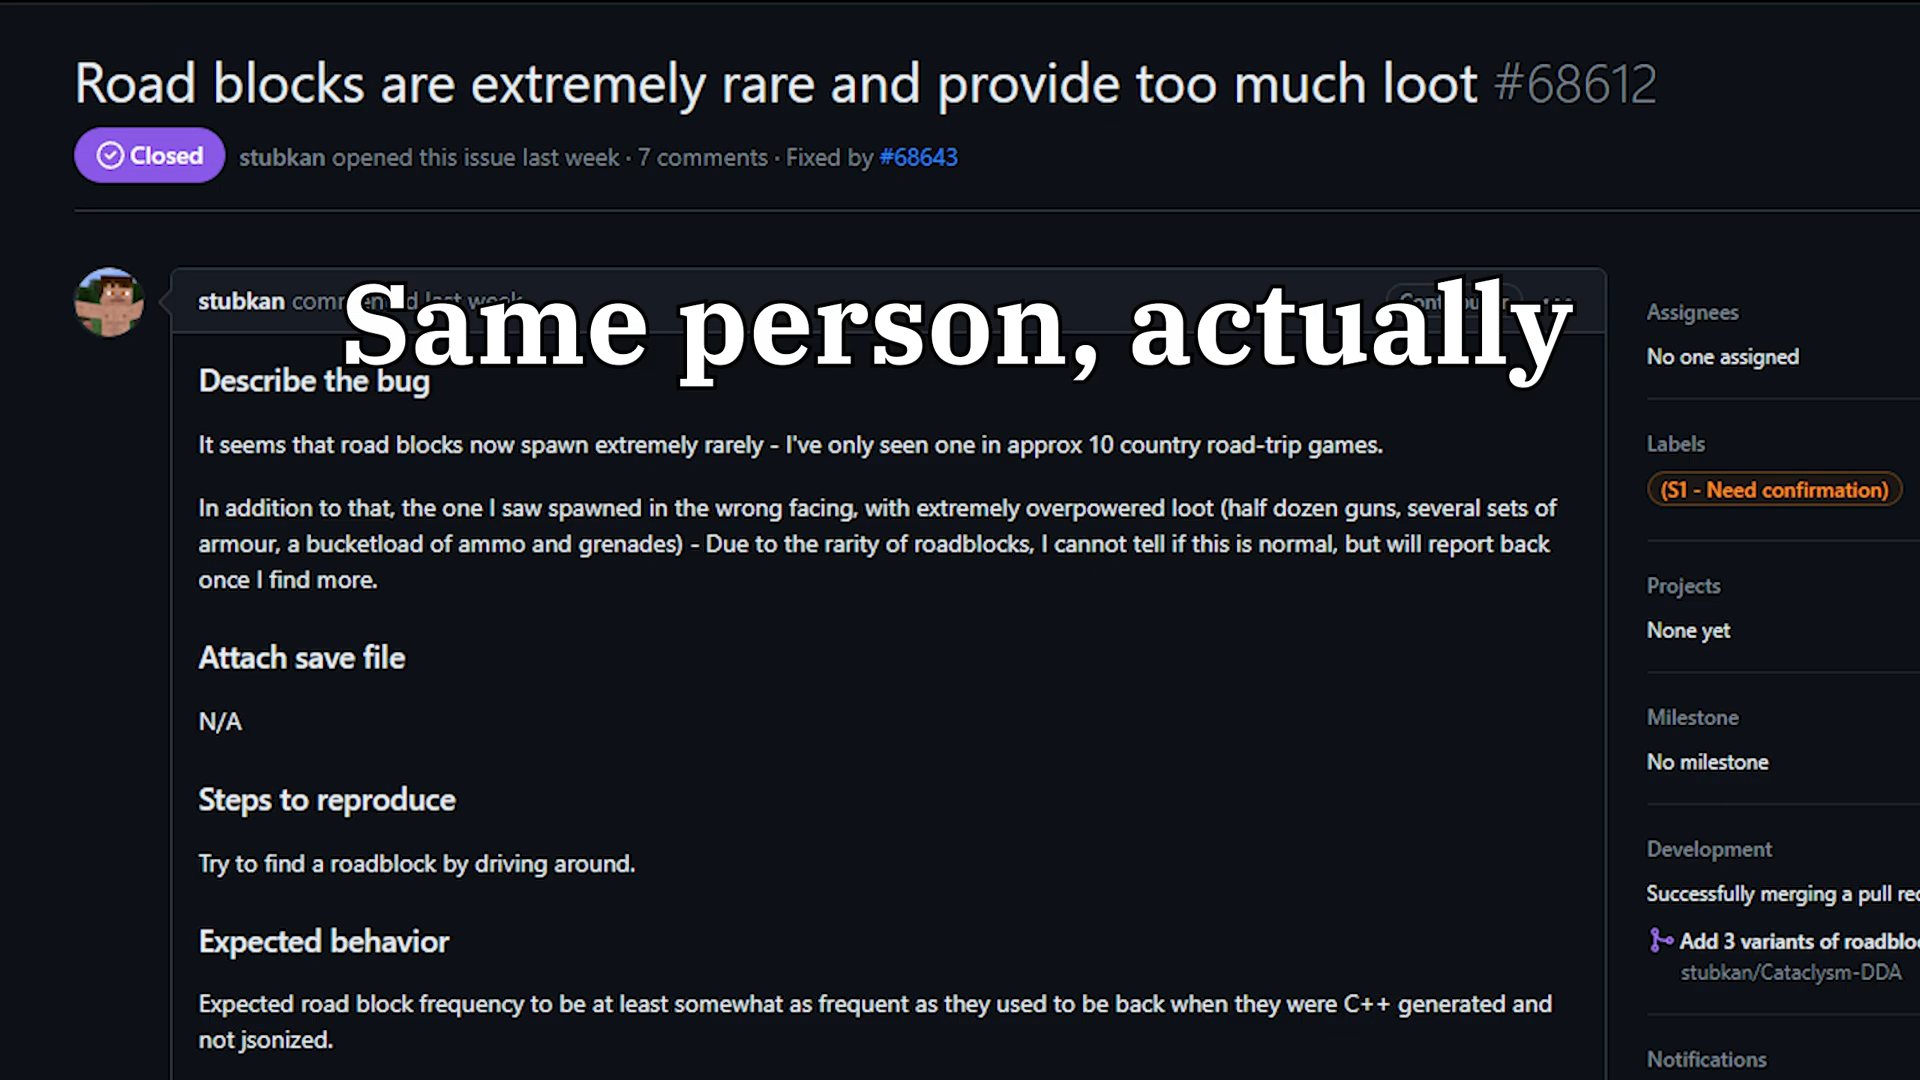 Road blocks are extremely rare and provide too much loot #68612
Closed stubkan opened this issue last week · 7 comments · Fixed by #68643
stubkan commented last week Contributor ...
Same person, actually
Describe the bug
It seems that road blocks now spawn extremely rarely - I've only seen one in approx 10 country road-trip games.
In addition to that, the one I saw spawned in the wrong facing, with extremely overpowered loot (half dozen guns, several sets of
armour, a bucketload of ammo and grenades) - Due to the rarity of roadblocks, I cannot tell if this is normal, but will report back
once I find more.
Attach save file
N/A
Steps to reproduce
Try to find a roadblock by driving around.
Expected behavior
Expected road block frequency to be at least somewhat as frequent as they used to be back when they were C++ generated and
not jsonized.
Assignees
No one assigned
Labels
(S1 - Need confirmation)
Projects
None yet
Milestone
No milestone
Development
Successfully merging a pull rec
Add 3 variants of roadbloc
stubkan/Cataclysm-DDA
Notifications